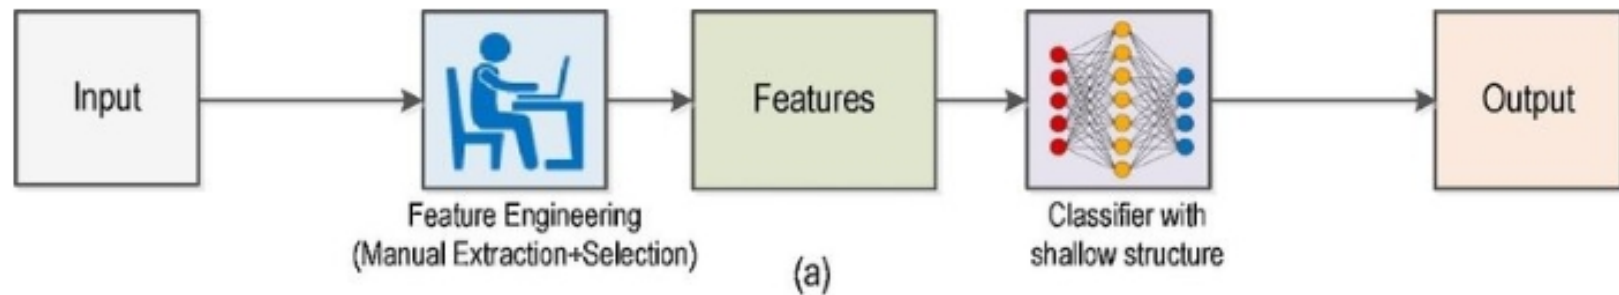 Input
Features
Output
Feature Engineering
(Manual Extraction+Selection)
Classifier with
shallow structure
(a)